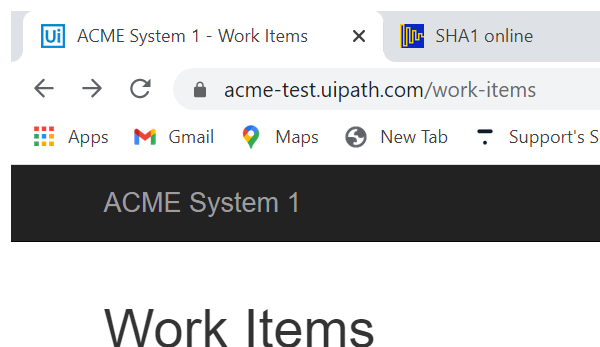 Ui ACME System 1 - Work Items SHA1 online
acme-test.uipath.com/work-items
Apps Gmail Maps New Tab Support's S
ACME System 1
Work Items